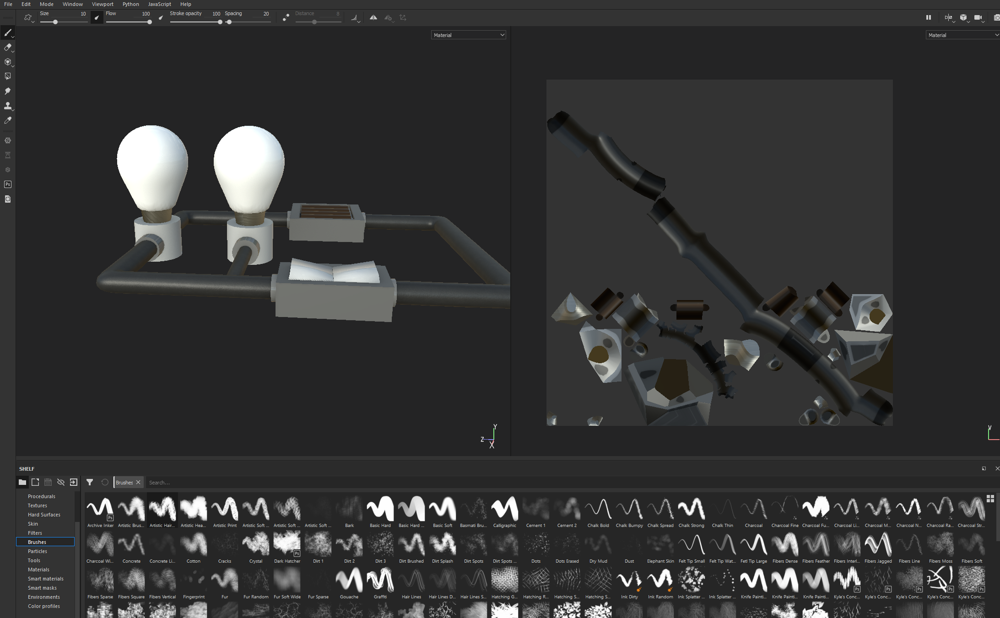 File Edit Mode Window Viewport Python JavaScript Help
Size 10 Flow 100 Stroke opacity 100 Spacing 20 Distance 8
Material Material
Ps
Y
Z
X
V
SHELF
Brushes Search...
Procedurals
Textures
Hard Surfaces
Skin
Filters
Brushes
Particles
Tools
Materials
Smart materials
Smart masks
Environments
Color profiles
Ps
Archive Inker Artistic Brus... Artistic Hair... Artistic Hea... Artistic Print Artistic Soft ... Artistic Soft ... Artistic Soft ... Bark Basic Hard Basic Hard ... Basic Soft Basmati Bru... Calligraphic Cement 1 Cement 2 Chalk Bold Chalk Bumpy Chalk Spread Chalk Strong Chalk Thin Charcoal Charcoal Fine Charcoal Fu... Charcoal Li... Charcoal M... Charcoal N... Charcoal Ra... Charcoal Str...
Ps
Charcoal Wi... Concrete Concrete Li... Cotton Cracks Crystal Dark Hatcher Dirt 1 Dirt 2 Dirt 3 Dirt Brushed Dirt Splash Dirt Spots Dirt Spots ... Dots Dots Erased Dry Mud Dust Elephant Skin Felt Tip Small Felt Tip Wat... Fetl Tip Large Fibers Dense Fibers Feather Fibers Interl... Fibers Jagged Fibers Line Fibers Moss Fibers Soft
Ps Ps Ps Ps Ps
Fibers Sparse Fibers Square Fibers Vertical Fingerprint Fur Fur Random Fur Soft Wide Fur Sparse Gouache Graffiti Hair Lines Hair Lines D... Hair Lines S... Hatching G... Hatching R... Hatching S... Hatching S... Ink Dirty Ink Random Ink Splatter ... Ink Splatter ... Knife Painti... Knife Painti... Knife Painti... Kyle's Conc... Kyle's Conc... Kyle's Conc... Kyle's Conc... Kyle's Conc...